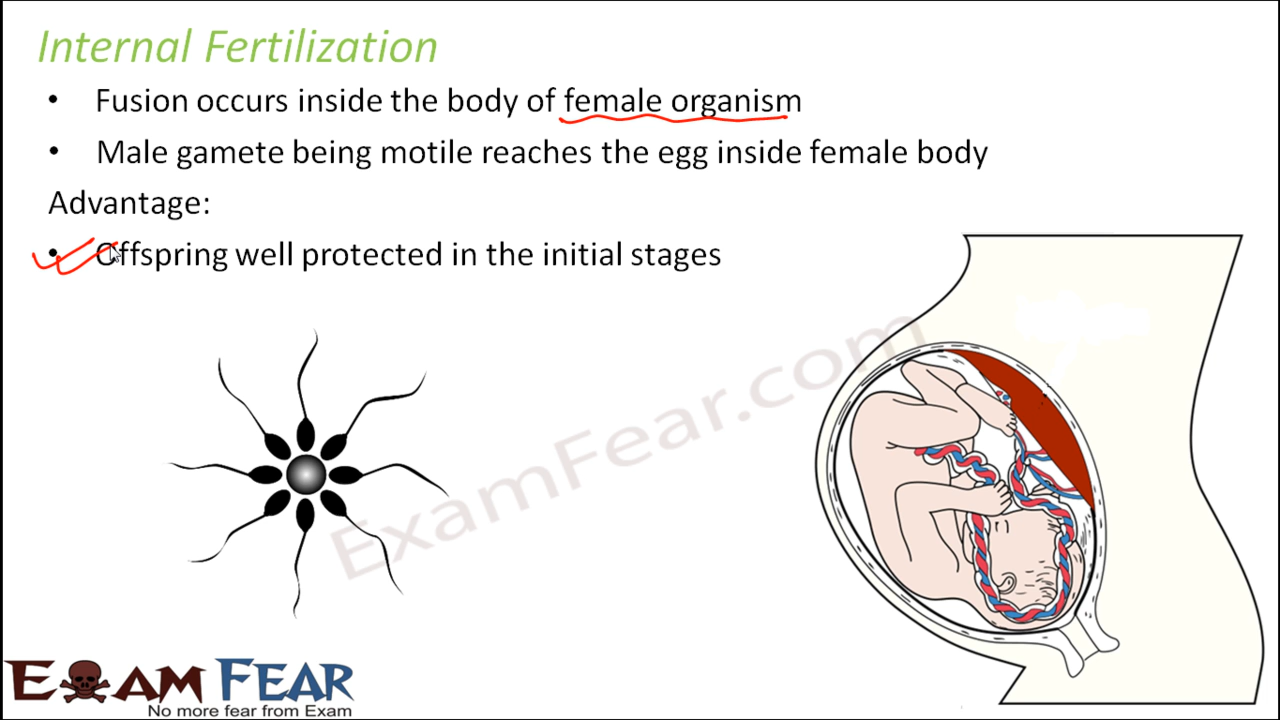 Internal Fertilization
• Fusion occurs inside the body of female organism
• Male gamete being motile reaches the egg inside female body
Advantage:
• Offspring well protected in the initial stages
ExamFear.com
EXAM FEAR
No more fear from Exam